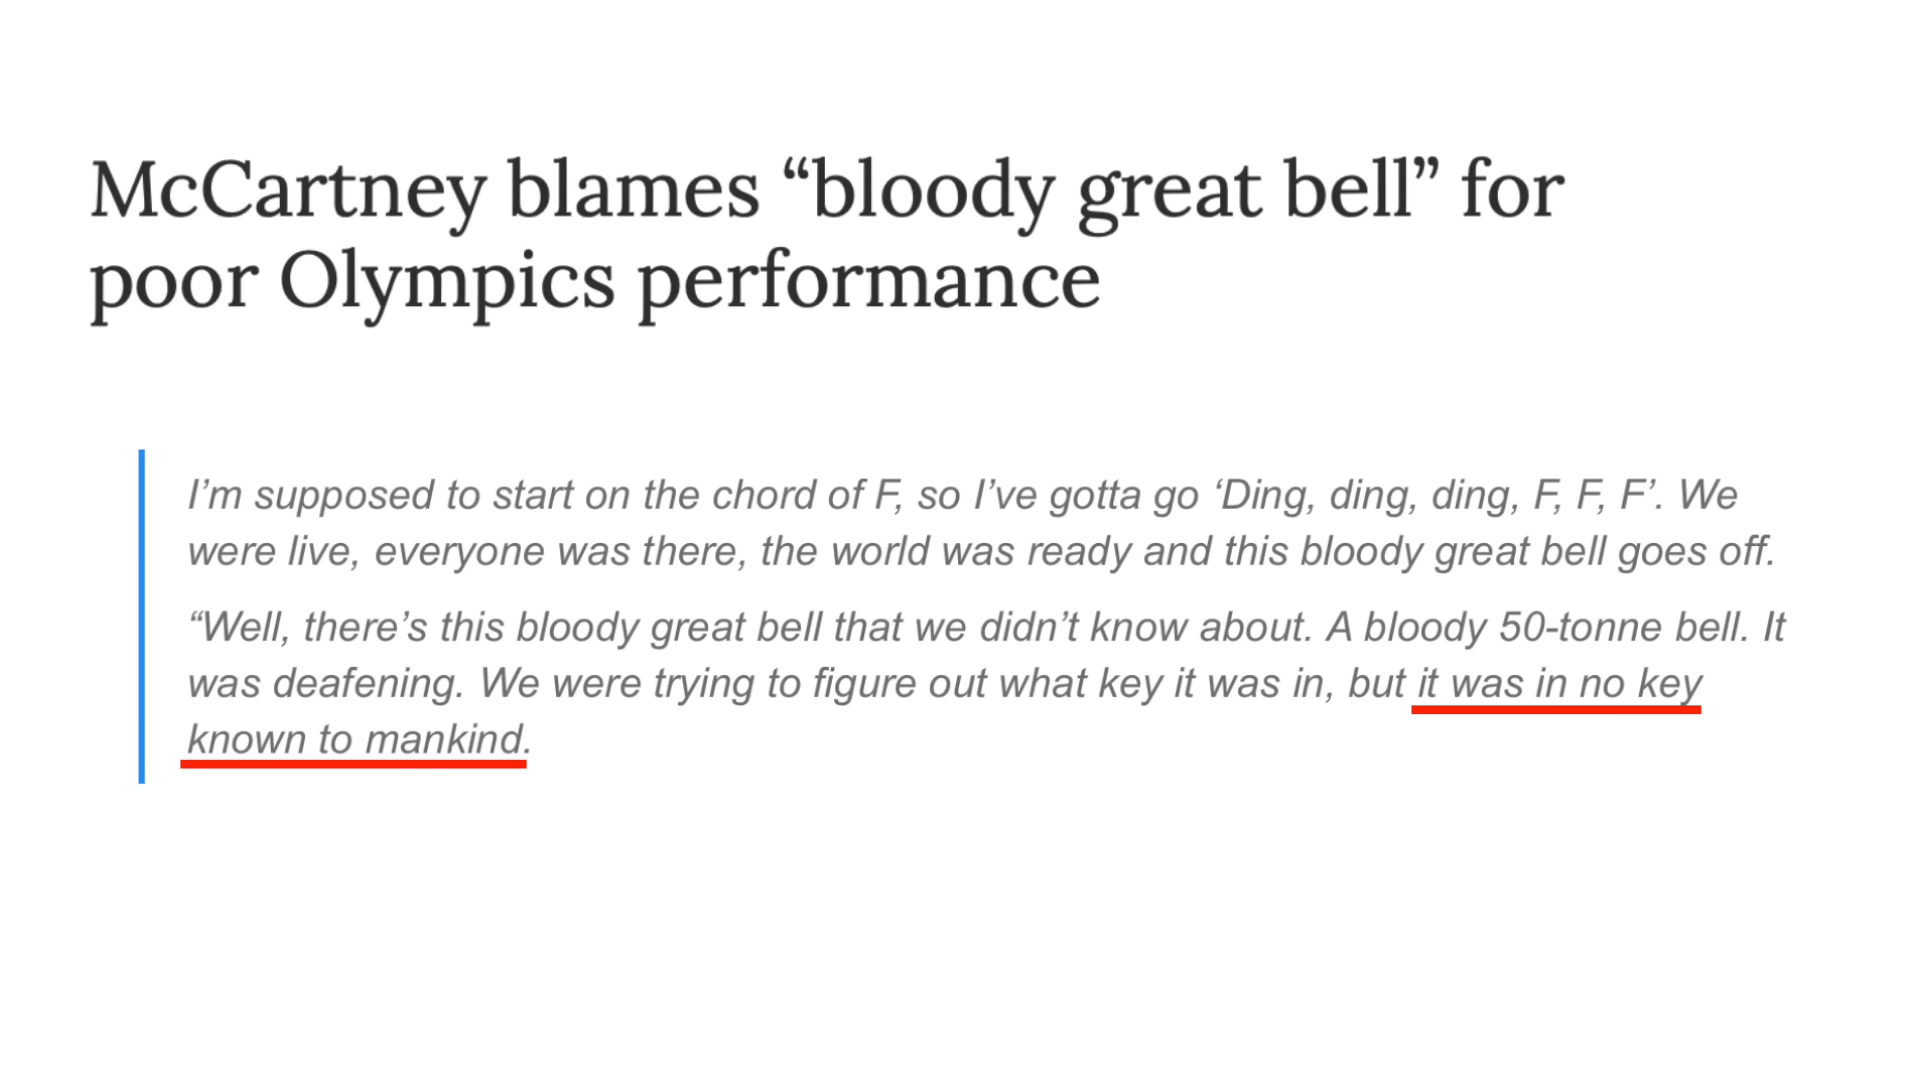 McCartney blames “bloody great bell” for
poor Olympics performance
I’m supposed to start on the chord of F, so I’ve gotta go ‘Ding, ding, ding, F, F, F’. We
were live, everyone was there, the world was ready and this bloody great bell goes off.
“Well, there’s this bloody great bell that we didn’t know about. A bloody 50-tonne bell. It
was deafening. We were trying to figure out what key it was in, but it was in no key
known to mankind.